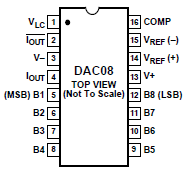 VLC 1 16 COMP
IOUT 2 15 VREF (–)
V– 3 14 VREF (+)
IOUT 4 13 V+
(MSB) B1 5 12 B8 (LSB)
B2 6 11 B7
B3 7 10 B6
B4 8 9 B5
DAC08
TOP VIEW
(Not To Scale)